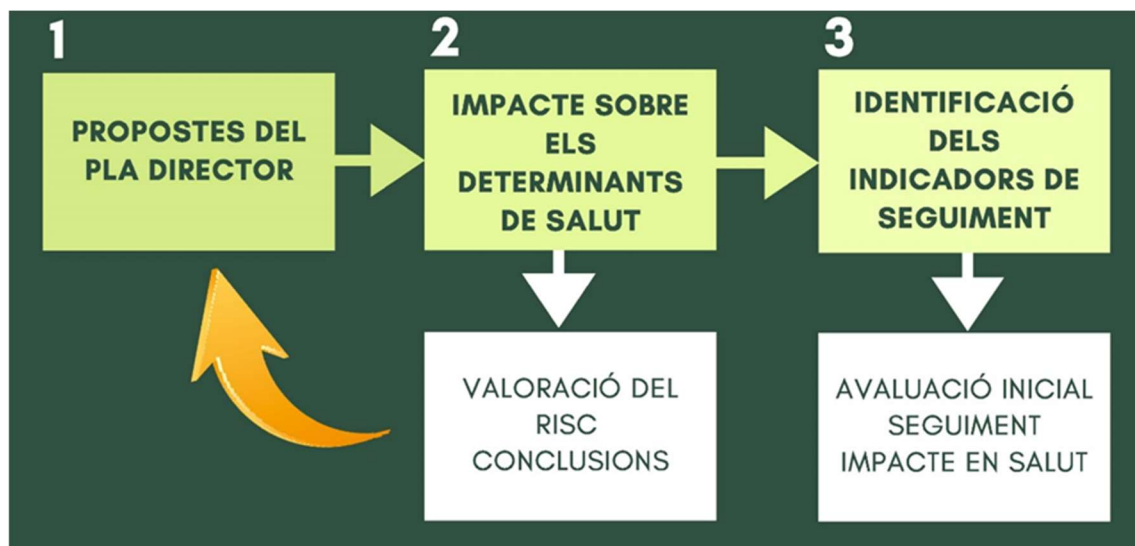 1
PROPOSTES DEL
PLA DIRECTOR
2
IMPACTE SOBRE
ELS
DETERMINANTS
DE SALUT
3
IDENTIFICACIÓ
DELS
INDICADORS DE
SEGUIMENT
VALORACIÓ DEL
RISC
CONCLUSIONS
AVALUACIÓ INICIAL
SEGUIMENT
IMPACTE EN SALUT